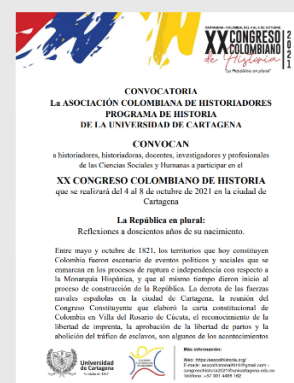 CARTAGENA, COLOMBIA, DEL 4 AL 8 DE OCTUBRE
XX CONGRESO
COLOMBIANO
de Historia
2021
"La República en plural"
CONVOCATORIA
La ASOCIACIÓN COLOMBIANA DE HISTORIADORES
PROGRAMA DE HISTORIA
DE LA UNIVERSIDAD DE CARTAGENA
CONVOCAN
a historiadores, historiadoras, docentes, investigadores y profesionales
de las Ciencias Sociales y Humanas a participar en el
XX CONGRESO COLOMBIANO DE HISTORIA
que se realizará del 4 al 8 de octubre de 2021 en la ciudad de
Cartagena
La República en plural:
Reflexiones a doscientos años de su nacimiento.
Entre mayo y octubre de 1821, los territorios que hoy constituyen
Colombia fueron escenario de eventos políticos y sociales que se
enmarcan en los procesos de ruptura e independencia con respecto a
la Monarquía Hispánica, y que al mismo tiempo dieron inicio al
proceso de construcción de la República. La derrota de las fuerzas
navales españolas en la ciudad de Cartagena, la reunión del
Congreso Constituyente que elaboró la carta constitucional de
Colombia en Villa del Rosario de Cúcuta, el reconocimiento de la
libertad de imprenta, la aprobación de la libertad de partos y la
abolición del tráfico de esclavos, son algunos de los acontecimientos
Universidad
de Cartagena
Más información: